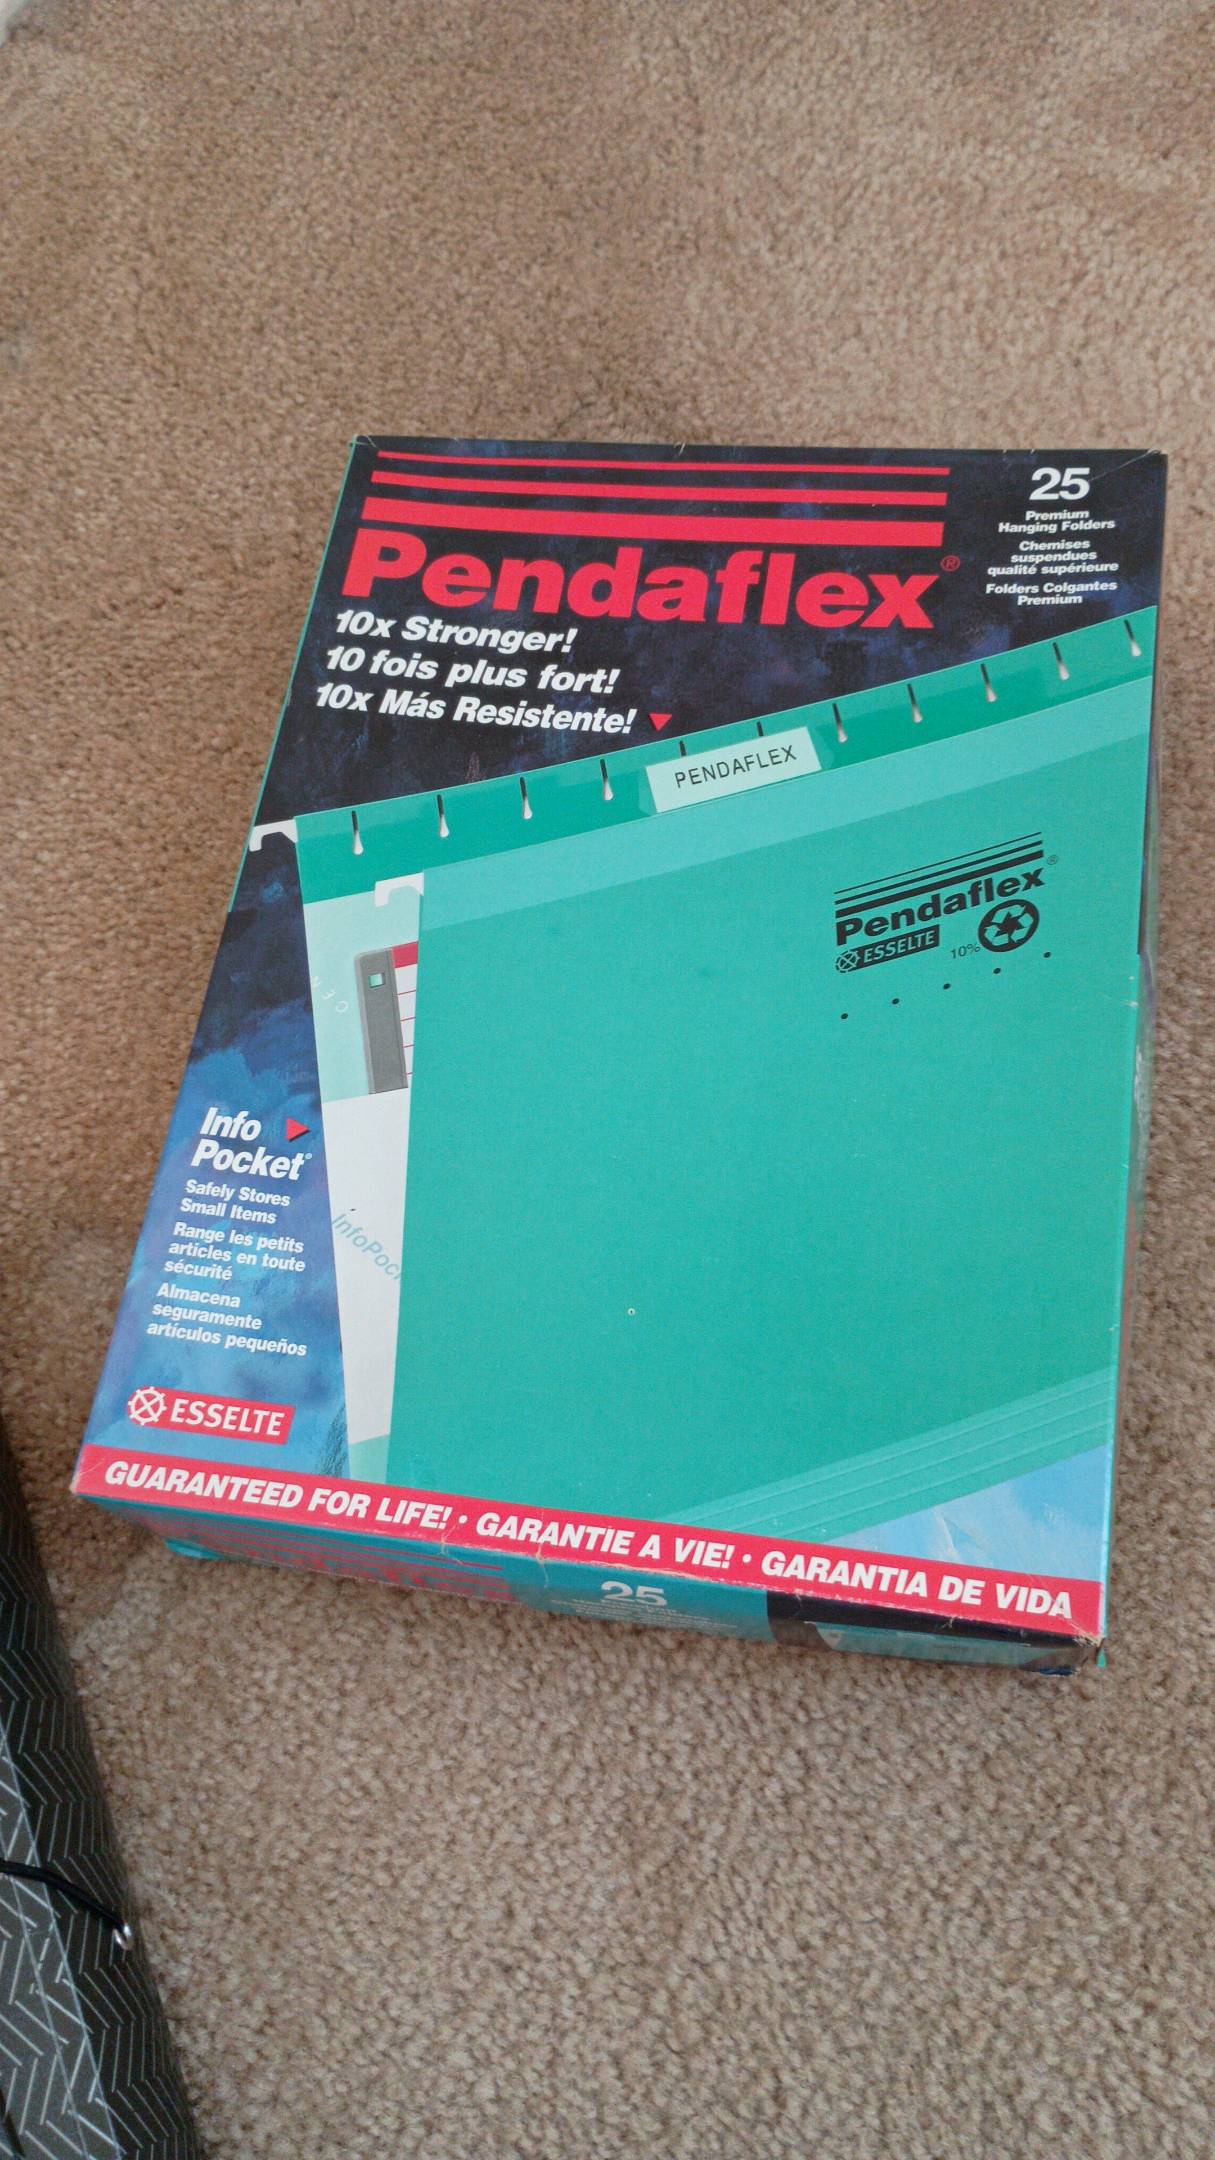 Pendaflex®
10x Stronger!
10 fois plus fort!
10x Más Resistente!
25
Premium
Hanging Folders
Chemises
suspendues
qualité supérieure
Folders Colgantes
Premium
PENDAFLEX
Pendaflex®
ESSELTE
10%
Info
Pocket®
Safely Stores
Small Items
Range les petits
articles en toute
sécurité
Almacena
seguramente
artículos pequeños
ESSELTE
GUARANTEED FOR LIFE! • GARANTIE A VIE! • GARANTIA DE VIDA
25